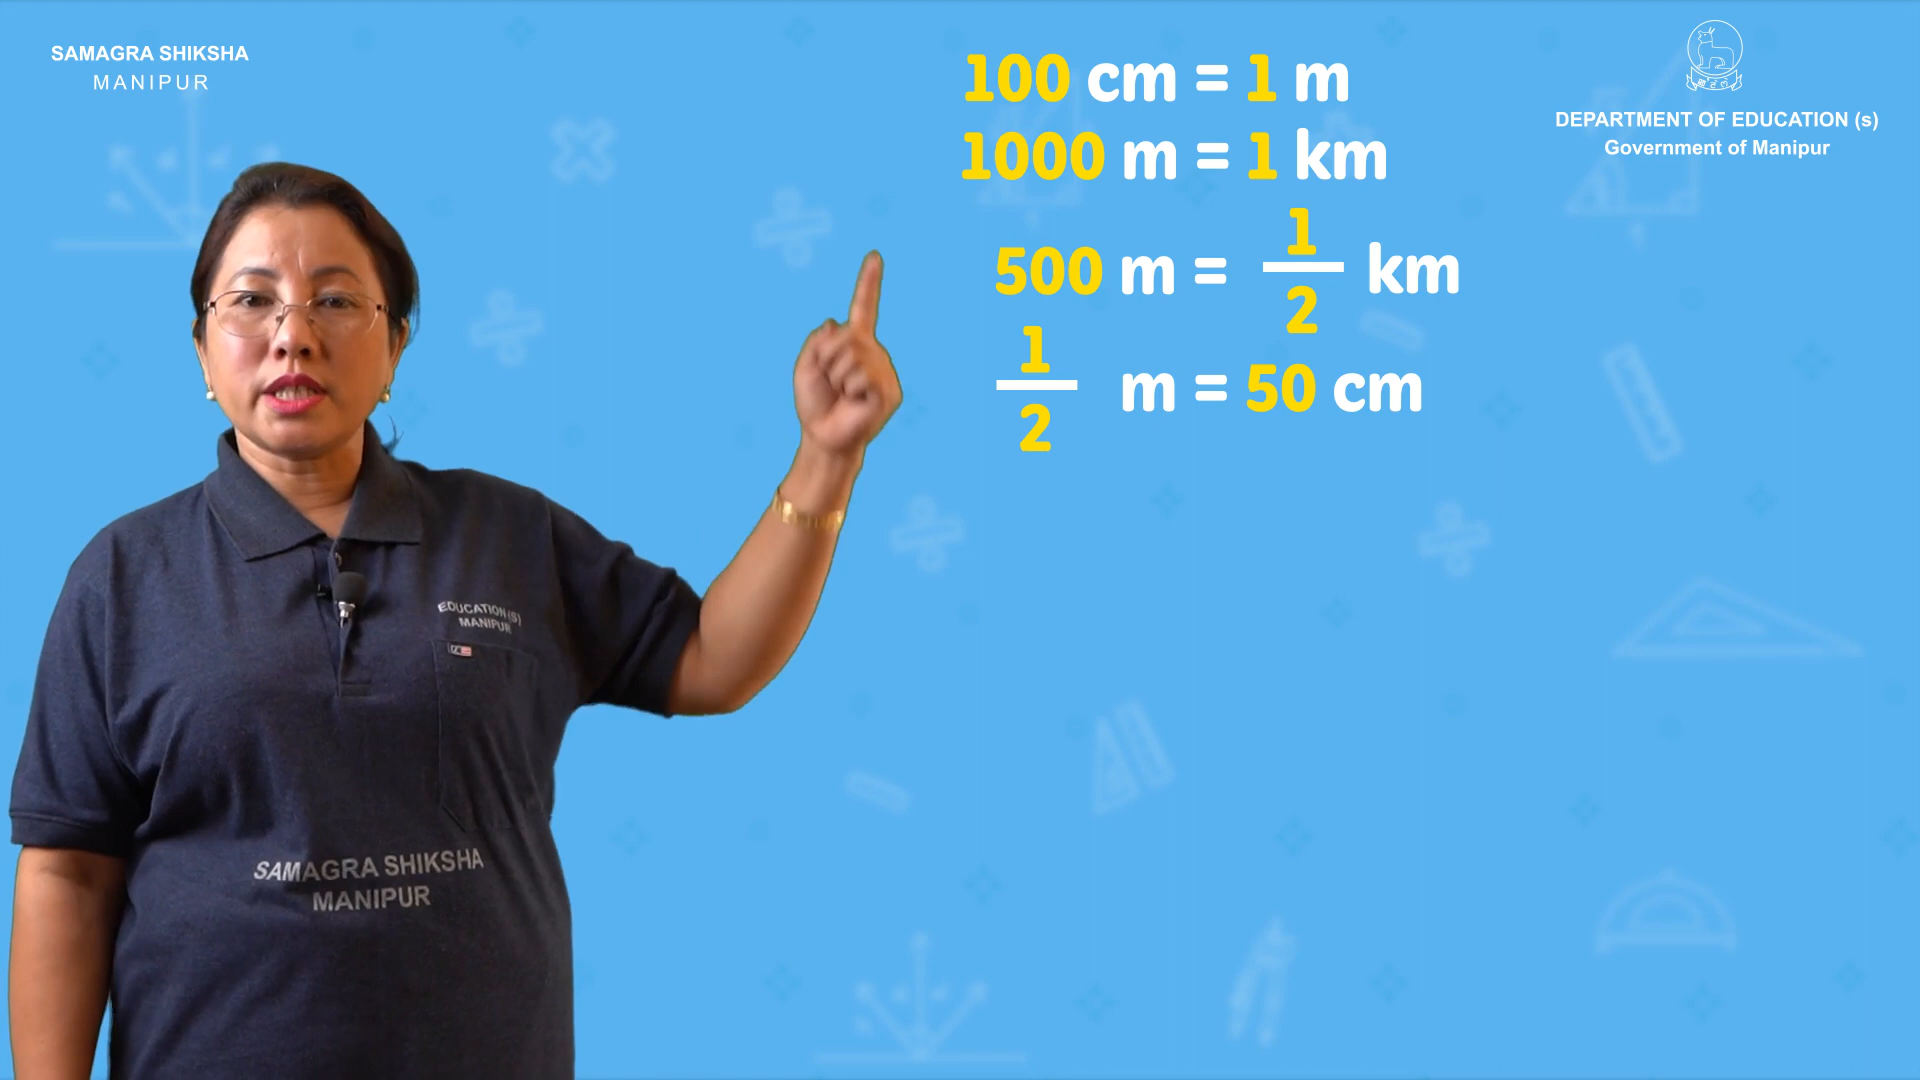 SAMAGRA SHIKSHA
MANIPUR
100 cm = 1 m
1000 m = 1 km
500 m = 1/2 km
1/2 m = 50 cm
DEPARTMENT OF EDUCATION (s)
Government of Manipur
EDUCATION (S)
MANIPUR
SAMAGRA SHIKSHA
MANIPUR